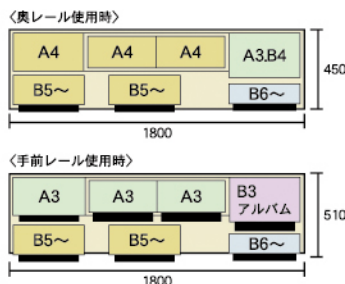 〈奥レール使用時〉
A4 A4 A4 A3.B4
B5～ B5～ B6～
450
1800
〈手前レール使用時〉
A3 A3 A3 B3
アルバム
B5～ B5～ B6～
510
1800